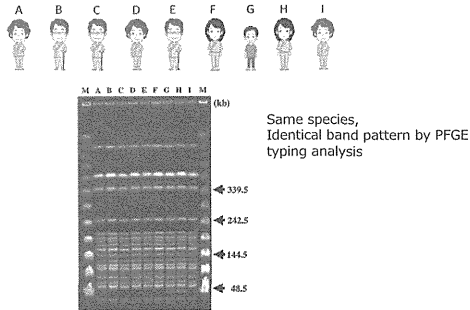 A B C D E F G H I
M A B C D E F G H I M
(kb)
Same species,
Identical band pattern by PFGE
typing analysis
339.5
242.5
144.5
48.5